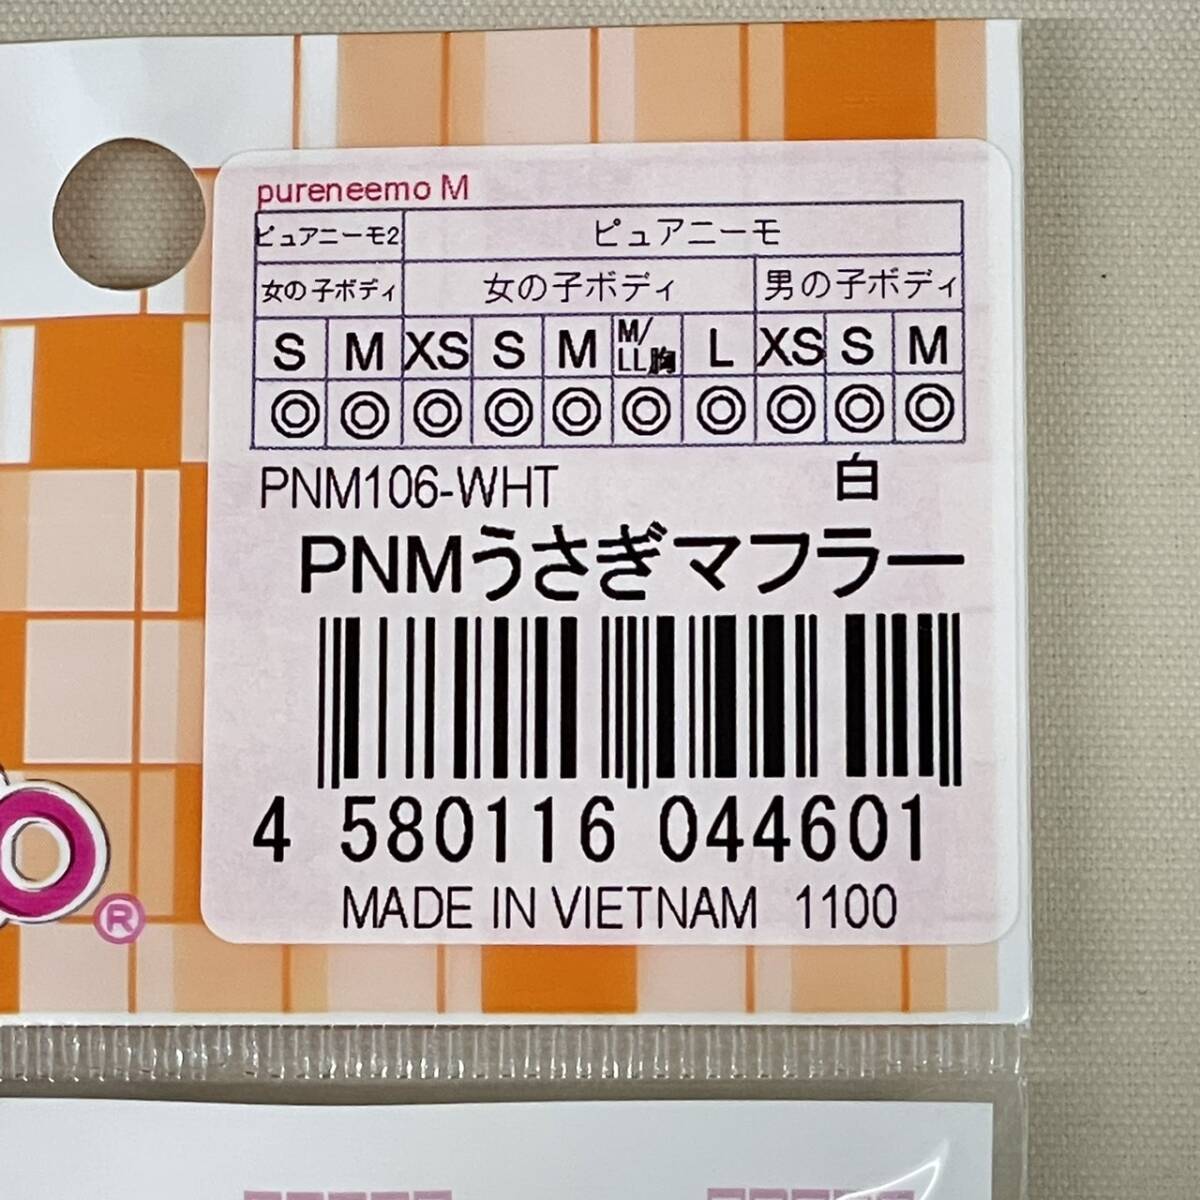 pureneemo M
ピュアニーモ2 ピュアニーモ
女の子ボディ 女の子ボディ 男の子ボディ
S M XS S M M/LL胸 L XS S M
◎ ◎ ◎ ◎ ◎ ◎ ◎ ◎ ◎ ◎
PNM106-WHT 白
PNMうさぎマフラー
4 580116 044601
MADE IN VIETNAM 1100
®